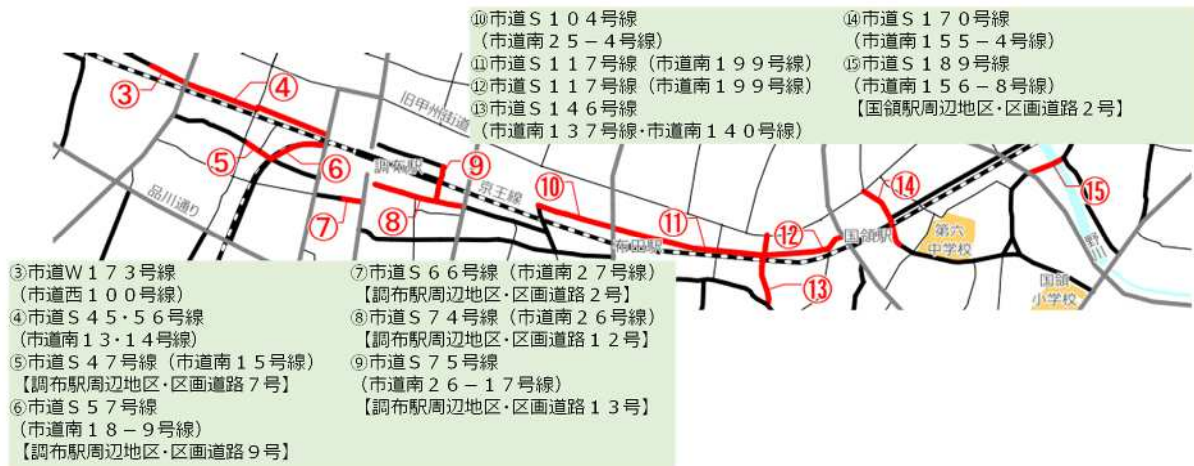 ⑩市道S104号線
(市道南25-4号線)
⑪市道S117号線(市道南199号線)
⑫市道S117号線(市道南199号線)
⑬市道S146号線
(市道南137号線・市道南140号線)
⑭市道S170号線
(市道南155-4号線)
⑮市道S189号線
(市道南156-8号線)
【国領駅周辺地区・区画道路2号】
③
④
旧甲州街道
⑤
⑥
調布駅
⑨
京王線
⑩
品川通り
⑦
⑧
⑪
布田駅
⑫
国領駅
⑭
⑮
第六
中学校
野川
⑬
国領
小学校
③市道W173号線
(市道西100号線)
④市道S45・56号線
(市道南13・14号線)
⑤市道S47号線(市道南15号線)
【調布駅周辺地区・区画道路7号】
⑥市道S57号線
(市道南18-9号線)
【調布駅周辺地区・区画道路9号】
⑦市道S66号線(市道南27号線)
【調布駅周辺地区・区画道路2号】
⑧市道S74号線(市道南26号線)
【調布駅周辺地区・区画道路12号】
⑨市道S75号線
(市道南26-17号線)
【調布駅周辺地区・区画道路13号】